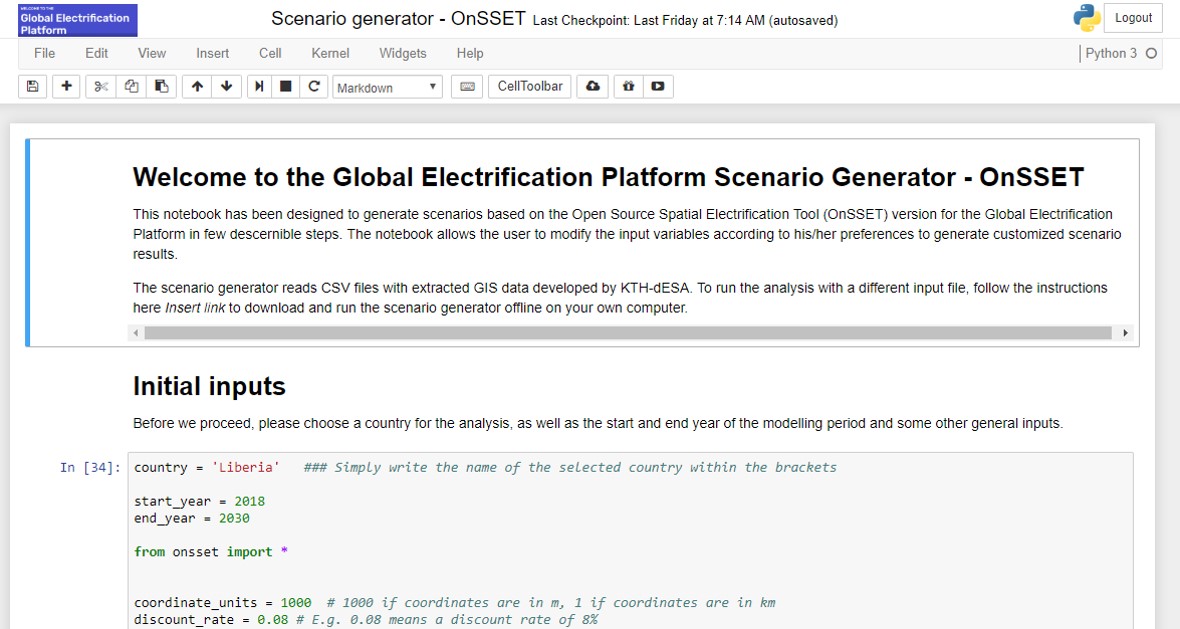 WELCOME TO THE
Global Electrification
Platform
Scenario generator - OnSSET Last Checkpoint: Last Friday at 7:14 AM (autosaved)
Logout
File Edit View Insert Cell Kernel Widgets Help
Python 3
Markdown
CellToolbar
Welcome to the Global Electrification Platform Scenario Generator - OnSSET
This notebook has been designed to generate scenarios based on the Open Source Spatial Electrification Tool (OnSSET) version for the Global Electrification
Platform in few descernible steps. The notebook allows the user to modify the input variables according to his/her preferences to generate customized scenario
results.
The scenario generator reads CSV files with extracted GIS data developed by KTH-dESA. To run the analysis with a different input file, follow the instructions
here Insert link to download and run the scenario generator offline on your own computer.
Initial inputs
Before we proceed, please choose a country for the analysis, as well as the start and end year of the modelling period and some other general inputs.
In [34]: country = 'Liberia' ### Simply write the name of the selected country within the brackets
start_year = 2018
end_year = 2030
from onsset import *
coordinate_units = 1000 # 1000 if coordinates are in m, 1 if coordinates are in km
discount_rate = 0.08 # E.g. 0.08 means a discount rate of 8%